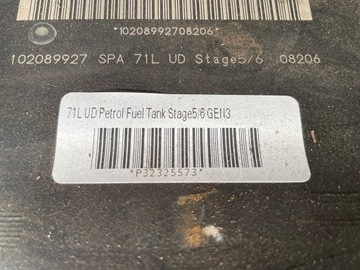 *10208992708206*
102089927 SPA 71L UD Stage5/6 08206
71L UD Petrol Fuel Tank Stage5/6 GEN3
*P32325573*